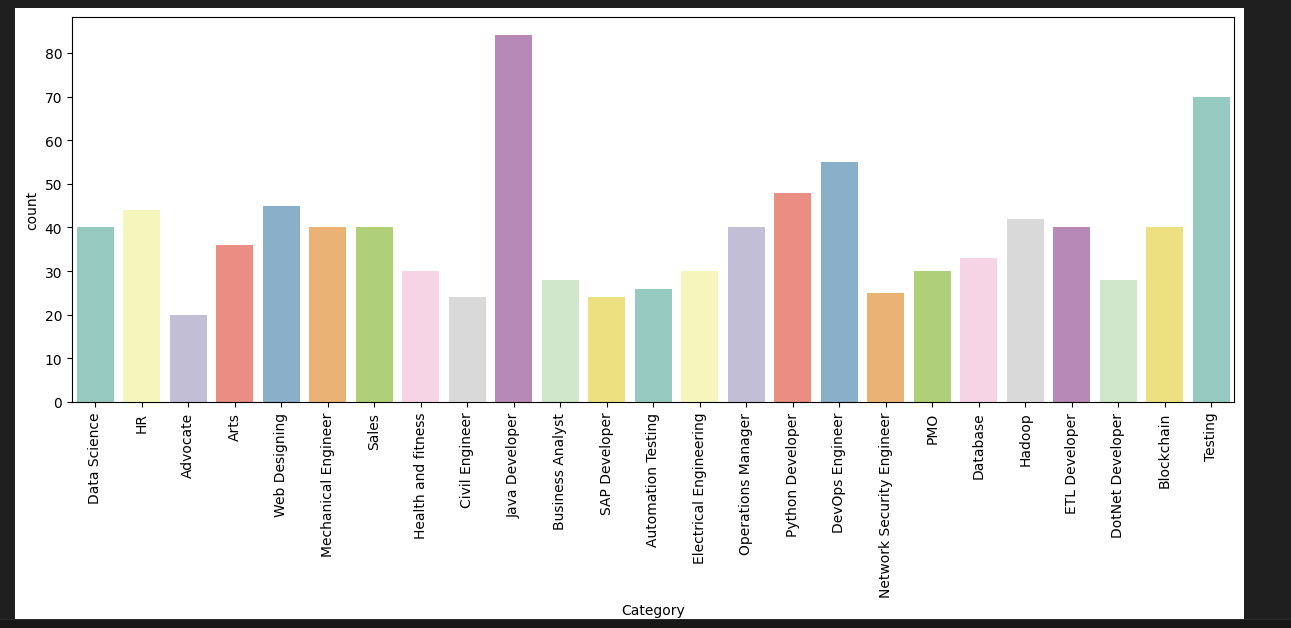 80
70
60
50
40
30
20
10
0
count
Data Science
HR
Advocate
Arts
Web Designing
Mechanical Engineer
Sales
Health and fitness
Civil Engineer
Java Developer
Business Analyst
SAP Developer
Automation Testing
Electrical Engineering
Operations Manager
Python Developer
DevOps Engineer
Network Security Engineer
PMO
Database
Hadoop
ETL Developer
DotNet Developer
Blockchain
Testing
Category